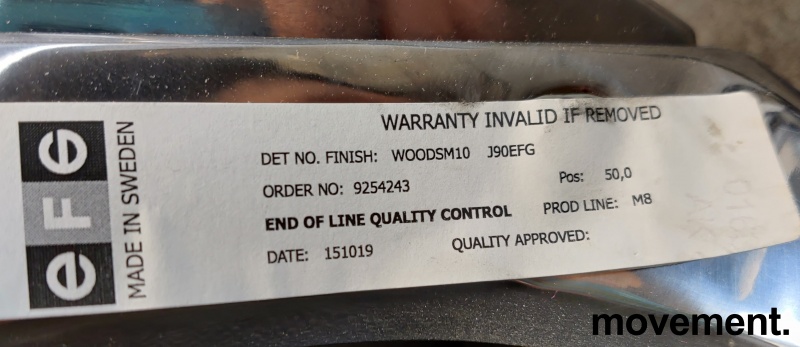 EFG
MADE IN SWEDEN
WARRANTY INVALID IF REMOVED
DET NO. FINISH: WOODSM10 J90EFG
ORDER NO: 9254243 Pos: 50,0
END OF LINE QUALITY CONTROL PROD LINE: M8
DATE: 151019 QUALITY APPROVED:
movement.